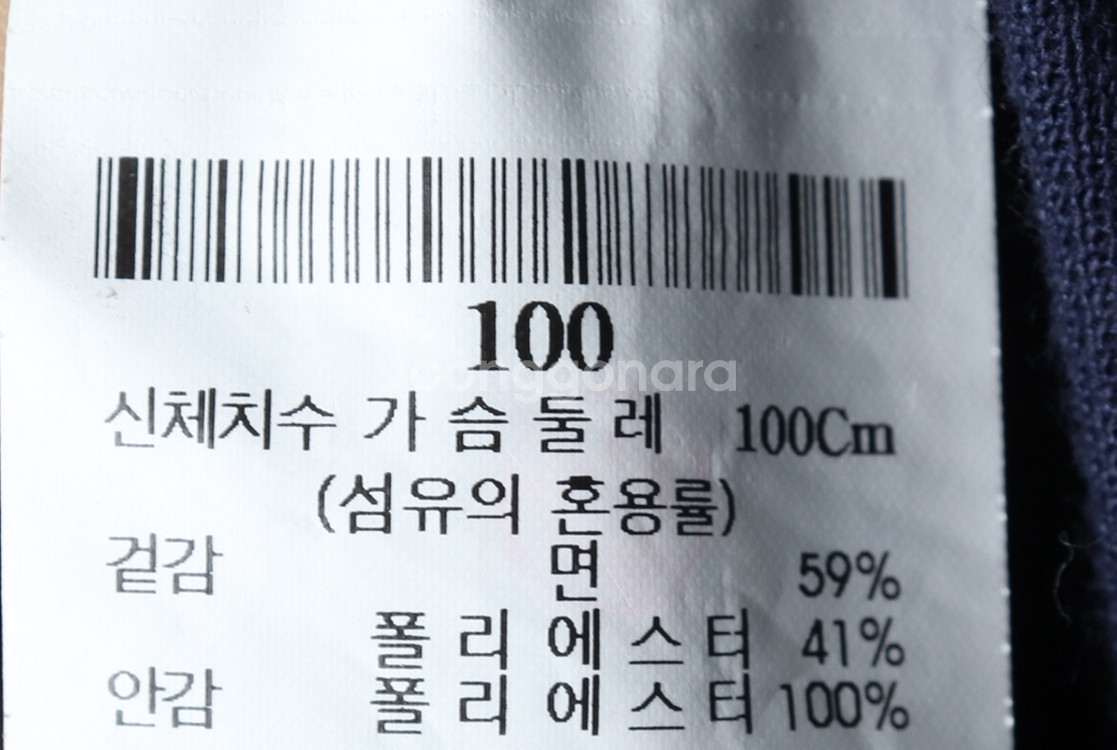 100
Joonggonara
신체치수 가슴둘레 100Cm
(섬유의 혼용률)
겉감 면 59%
폴리에스터 41%
안감 폴리에스터 100%